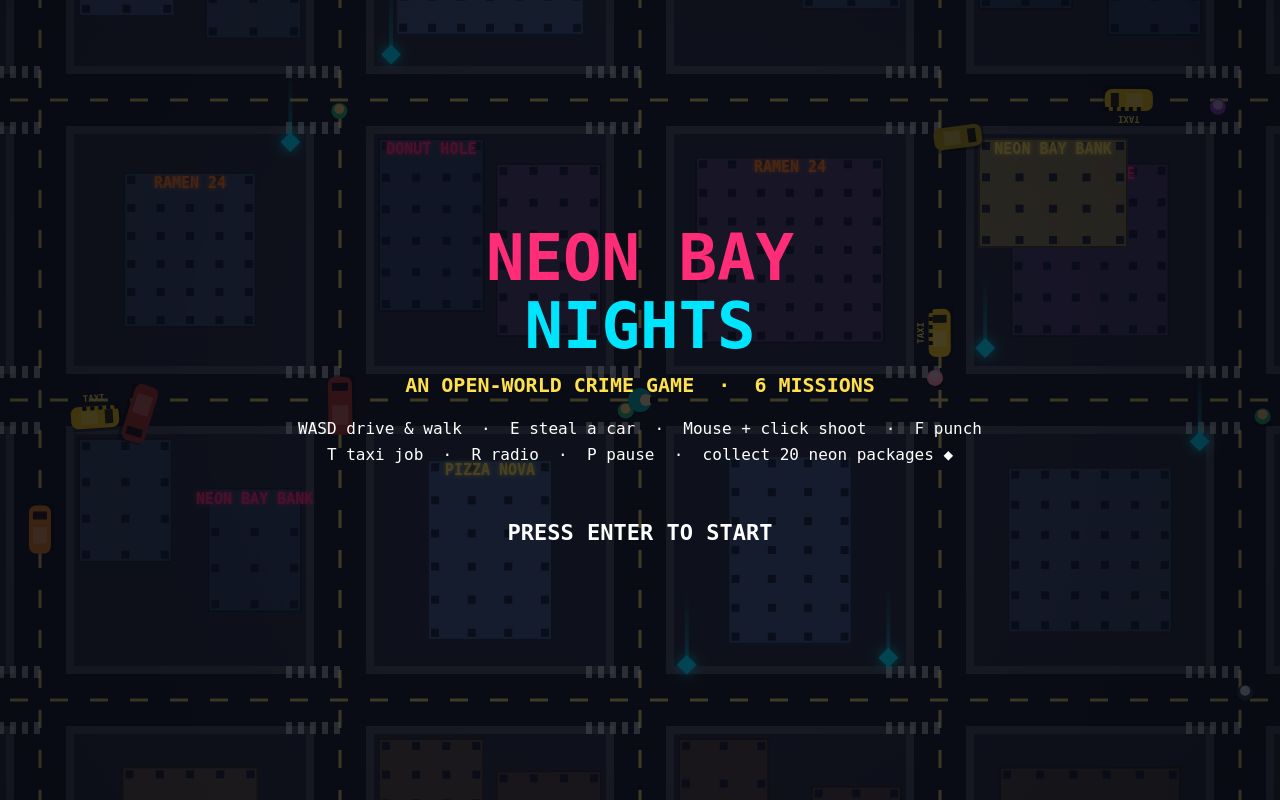 TAXI
DONUT HOLE
NEON BAY BANK
RAMEN 24
RAMEN 24
E
NEON BAY
NIGHTS
TAXI
AN OPEN-WORLD CRIME GAME · 6 MISSIONS
TAXI
WASD drive & walk · E steal a car · Mouse + click shoot · F punch
T taxi job · R radio · P pause · collect 20 neon packages ◆
PIZZA NOVA
NEON BAY BANK
PRESS ENTER TO START